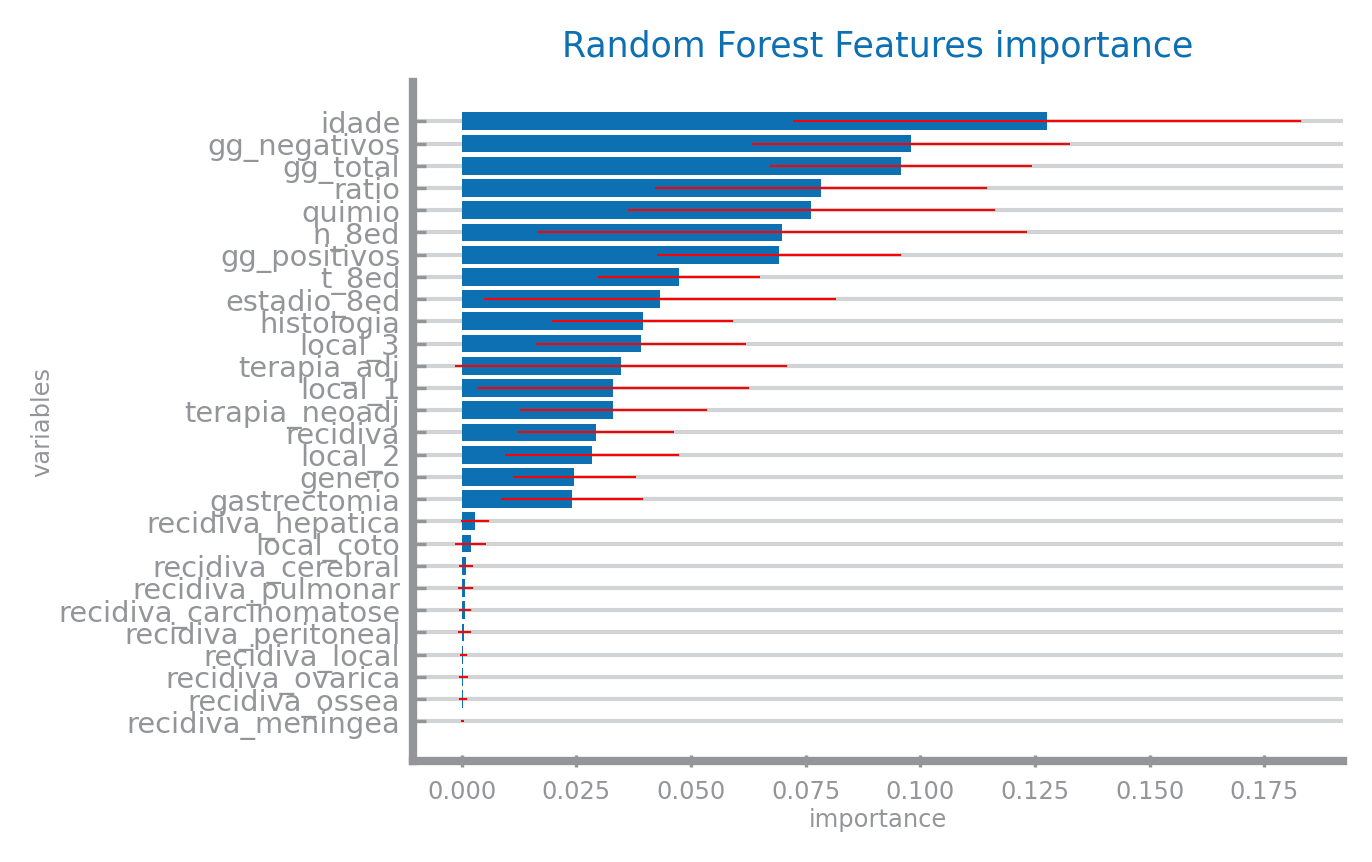 Random Forest Features importance
idade
gg_negativos
gg_total
ratio
quimio
n_8ed
gg_positivos
t_8ed
estadio_8ed
histologia
local_3
terapia_adj
local_1
terapia_neoadj
recidiva
local_2
genero
gastrectomia
recidiva_hepatica
local_coto
recidiva_cerebral
recidiva_pulmonar
recidiva_carcinomatose
recidiva_peritoneal
recidiva_local
recidiva_ovarica
recidiva_ossea
recidiva_meningea
variables
0.000 0.025 0.050 0.075 0.100 0.125 0.150 0.175
importance